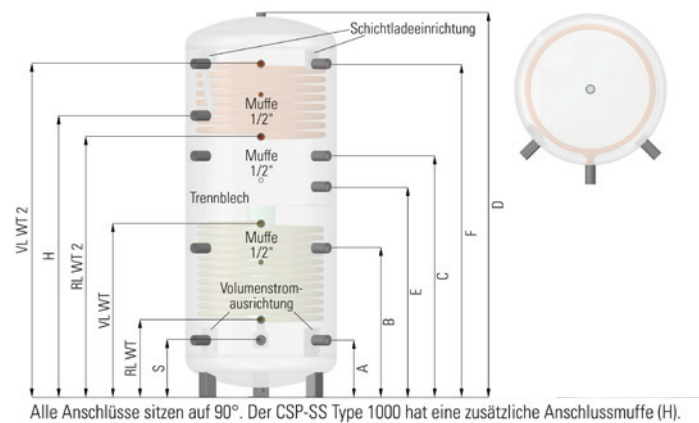 Schichtladeeinrichtung
Muffe
1/2"
Muffe
1/2"
Trennblech
Muffe
1/2"
Volumenstrom-
ausrichtung
VL WT 2
H
RL WT 2
VL WT
RL WT
S
A
B
E
C
F
D
Alle Anschlüsse sitzen auf 90°. Der CSP-SS Type 1000 hat eine zusätzliche Anschlussmuffe (H).